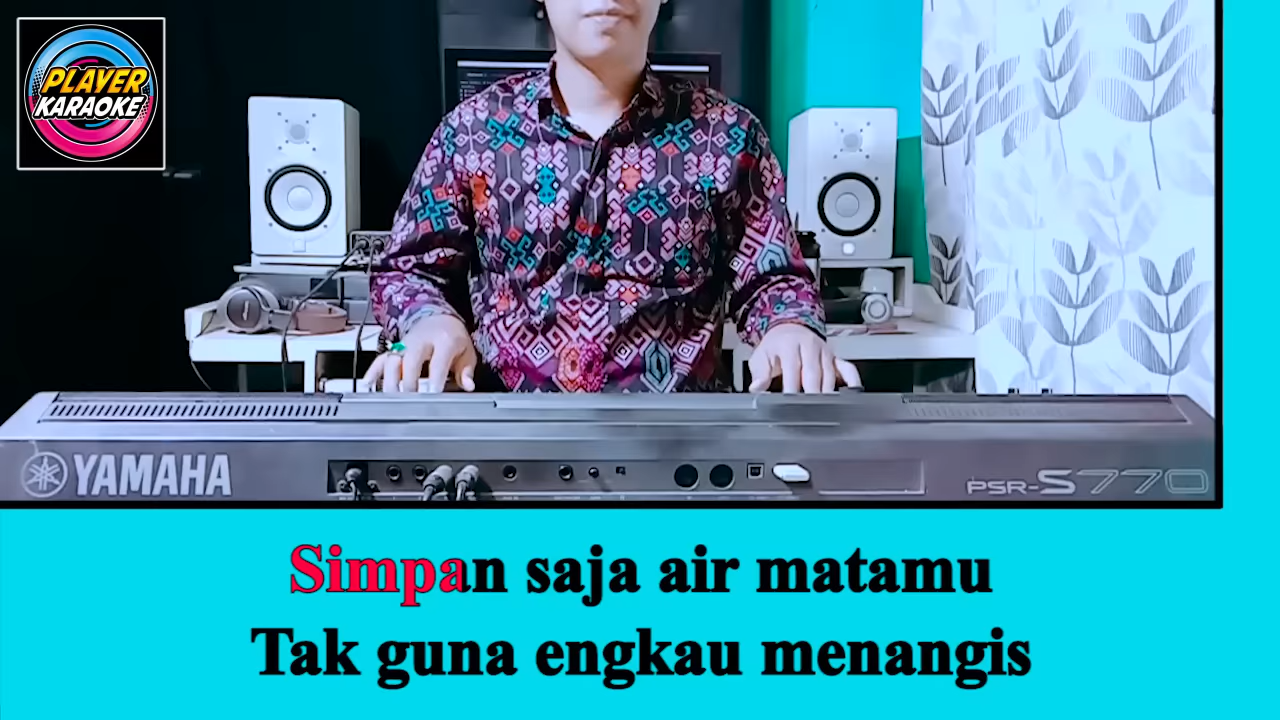 PLAYER
KARAOKE
YAMAHA
PSR-S770
Simpan saja air matamu
Tak guna engkau menangis